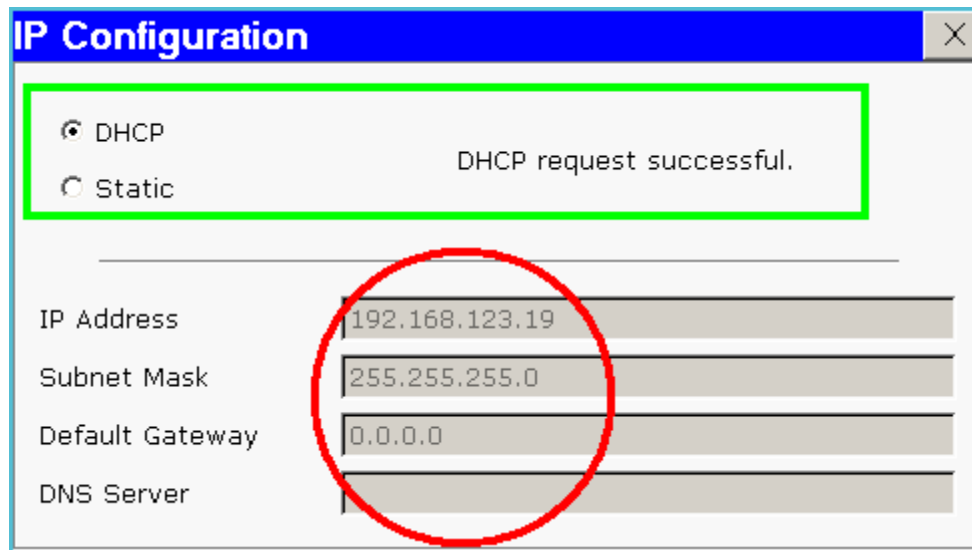 IP Configuration
DHCP
DHCP request successful.
Static
IP Address 192.168.123.19
Subnet Mask 255.255.255.0
Default Gateway 0.0.0.0
DNS Server